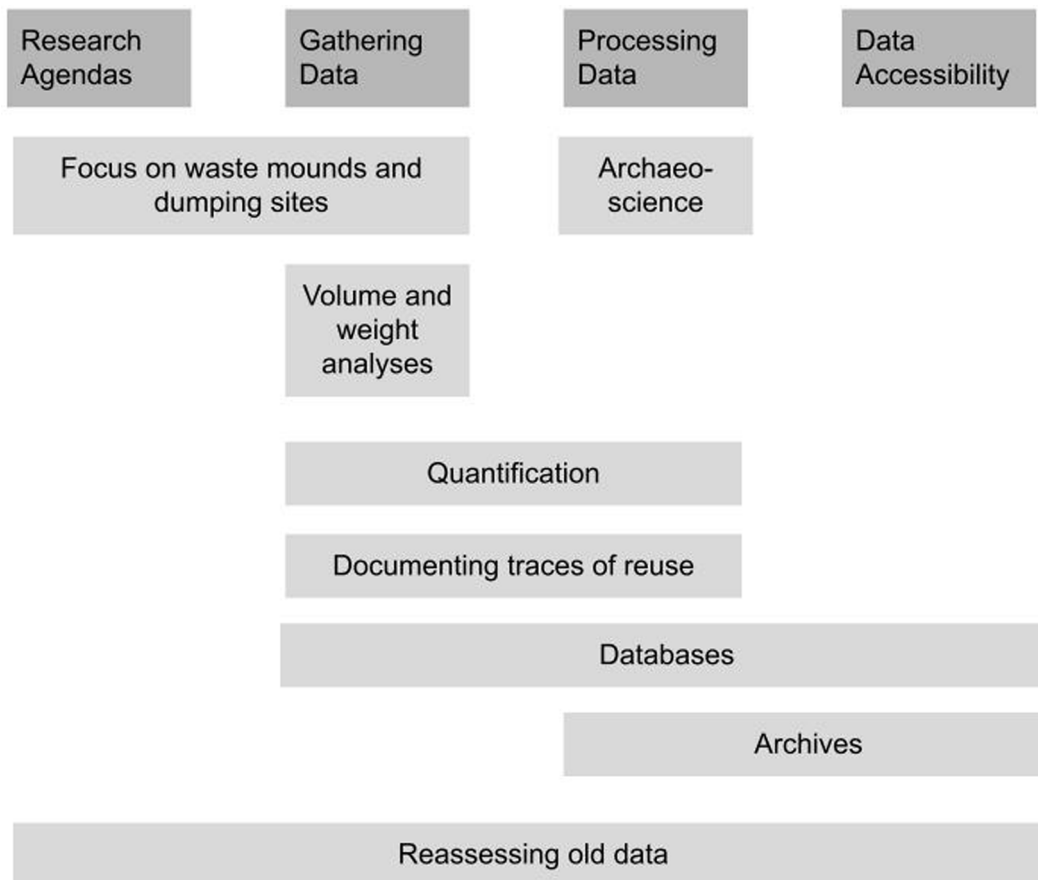 Research
Agendas
Gathering
Data
Processing
Data
Data
Accessibility
Focus on waste mounds and
dumping sites
Archaeo-
science
Volume and
weight
analyses
Quantification
Documenting traces of reuse
Databases
Archives
Reassessing old data